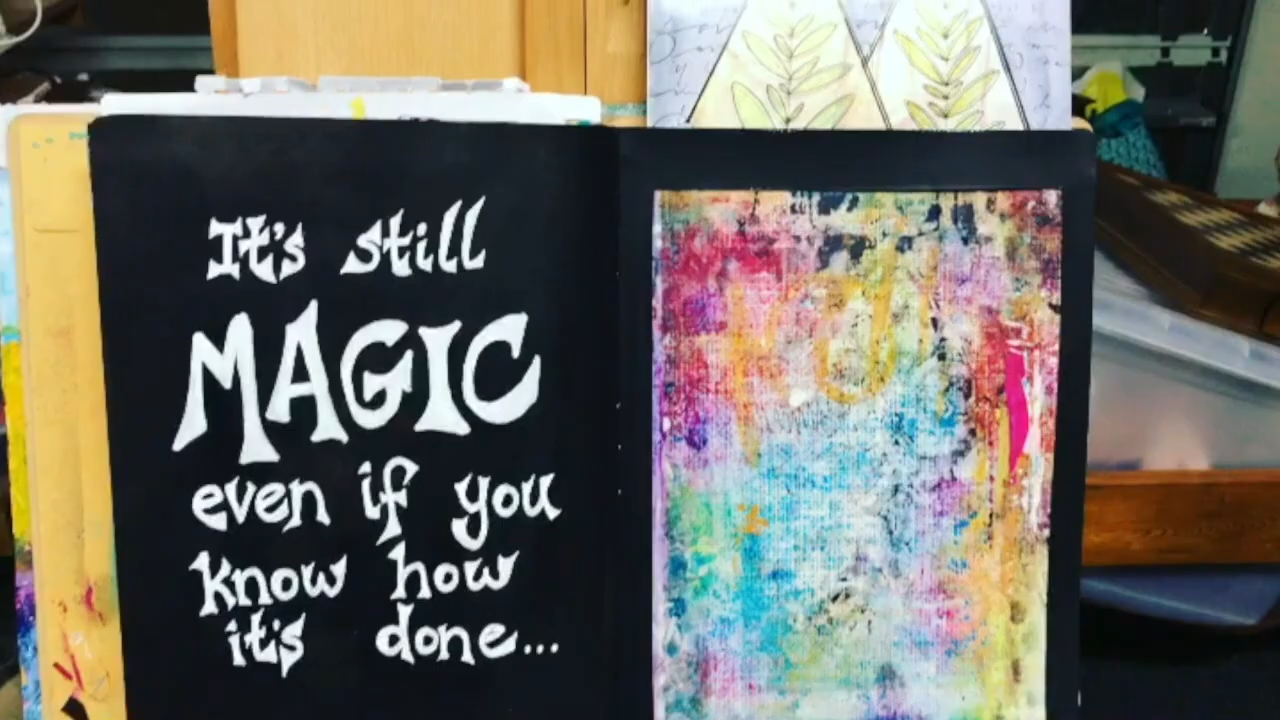 It's still
MAGIC
even if you
know how
it's done...